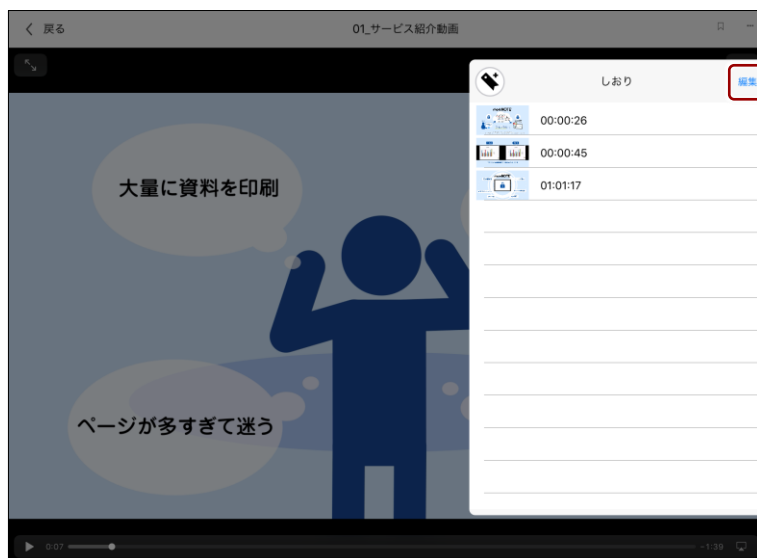 戻る
01_サービス紹介動画
しおり
編集
00:00:26
00:00:45
01:01:17
大量に資料を印刷
ページが多すぎて迷う
0:07
-1:39